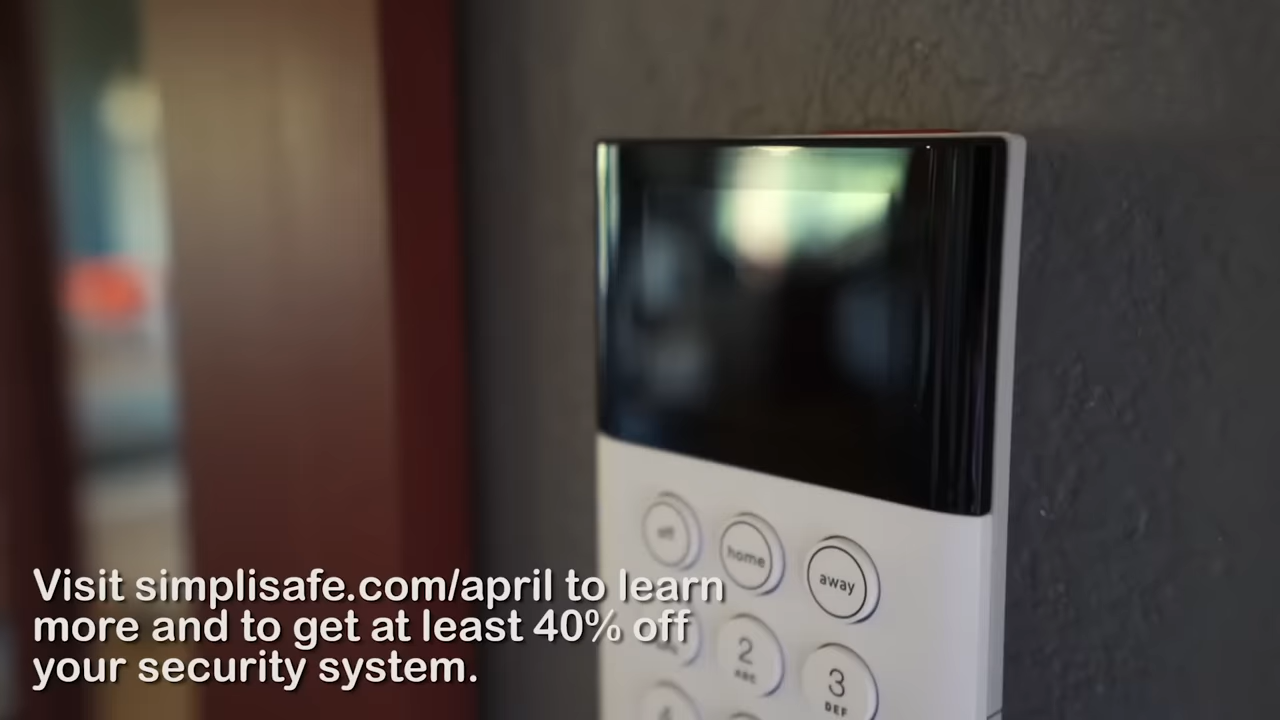 off home away
Visit simplisafe.com/april to learn
more and to get at least 40% off
your security system.
2 3
ABC DEF
4